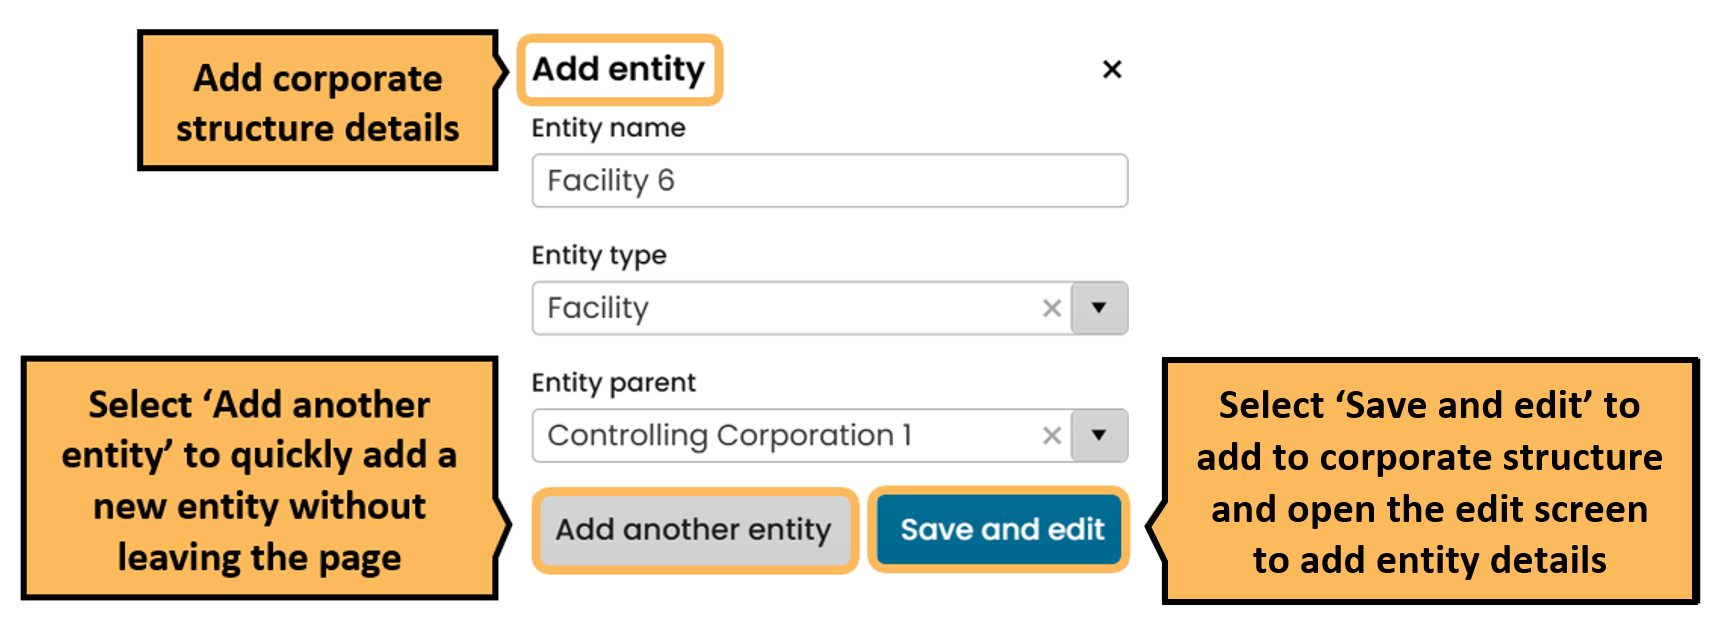 Add corporate
structure details
Add entity
×
Entity name
Facility 6
Entity type
Facility
×
Entity parent
Controlling Corporation 1
×
Select ‘Add another
entity’ to quickly add a
new entity without
leaving the page
Add another entity
Save and edit
Select ‘Save and edit’ to
add to corporate structure
and open the edit screen
to add entity details